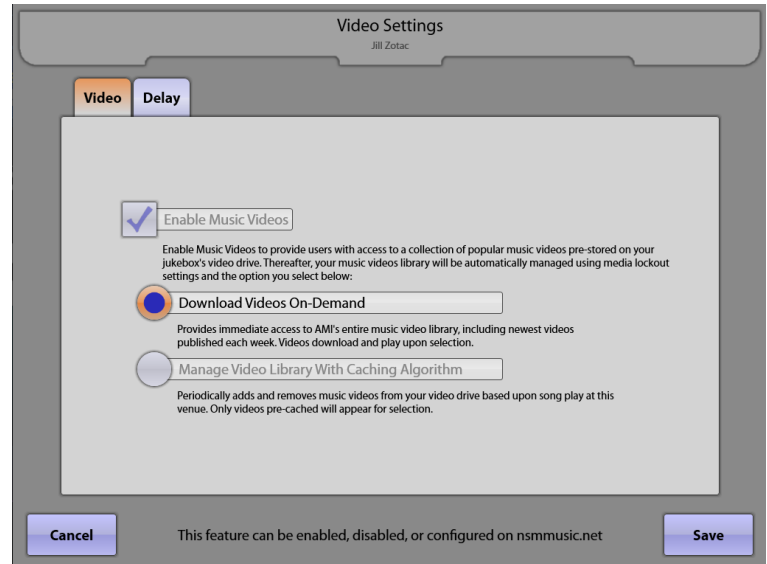 Video Settings
Jill Zotac
Video
Delay
Enable Music Videos
Enable Music Videos to provide users with access to a collection of popular music videos pre-stored on your
jukebox's video drive. Thereafter, your music videos library will be automatically managed using media lockout
settings and the option you select below:
Download Videos On-Demand
Provides immediate access to AMI's entire music video library, including newest videos
published each week. Videos download and play upon selection.
Manage Video Library With Caching Algorithm
Periodically adds and removes music videos from your video drive based upon song play at this
venue. Only videos pre-cached will appear for selection.
Cancel
This feature can be enabled, disabled, or configured on nsmmusic.net
Save